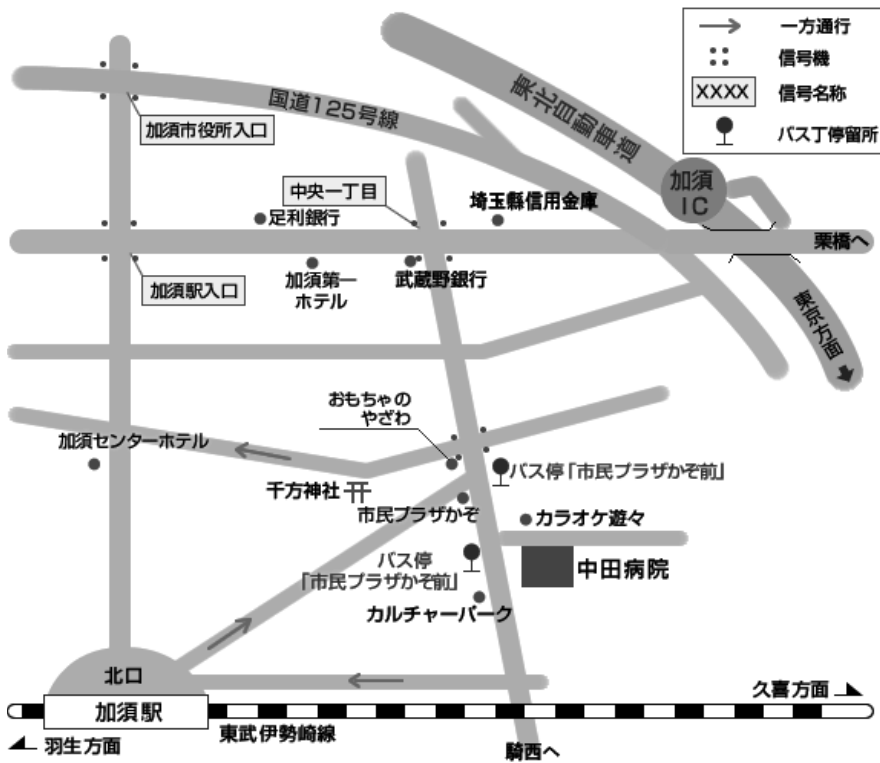 一方通行
信号機
XXXX
信号名称
バス丁停留所
東北自動車道
国道125号線
加須市役所入口
加須
IC
中央一丁目
埼玉縣信用金庫
足利銀行
栗橋へ
加須駅入口
加須第一
ホテル
武蔵野銀行
東京方面
おもちゃの
やざわ
加須センターホテル
バス停「市民プラザかぞ前」
千方神社
市民プラザかぞ
カラオケ遊々
バス停
「市民プラザかぞ前」
中田病院
カルチャーパーク
北口
久喜方面
加須駅
東武伊勢崎線
羽生方面
騎西へ